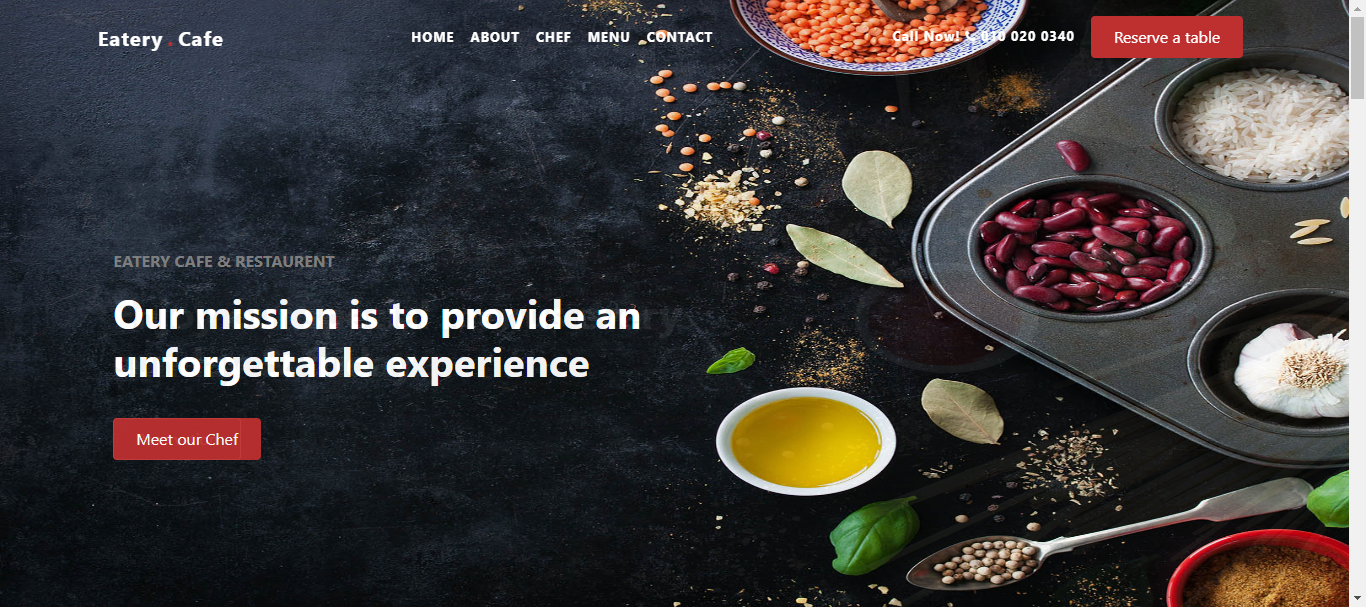 Eatery . Cafe
HOME ABOUT CHEF MENU CONTACT
Call Now! 010 020 0340
Reserve a table
EATERY CAFE & RESTAURENT
Our mission is to provide an
unforgettable experience
Meet our Chef